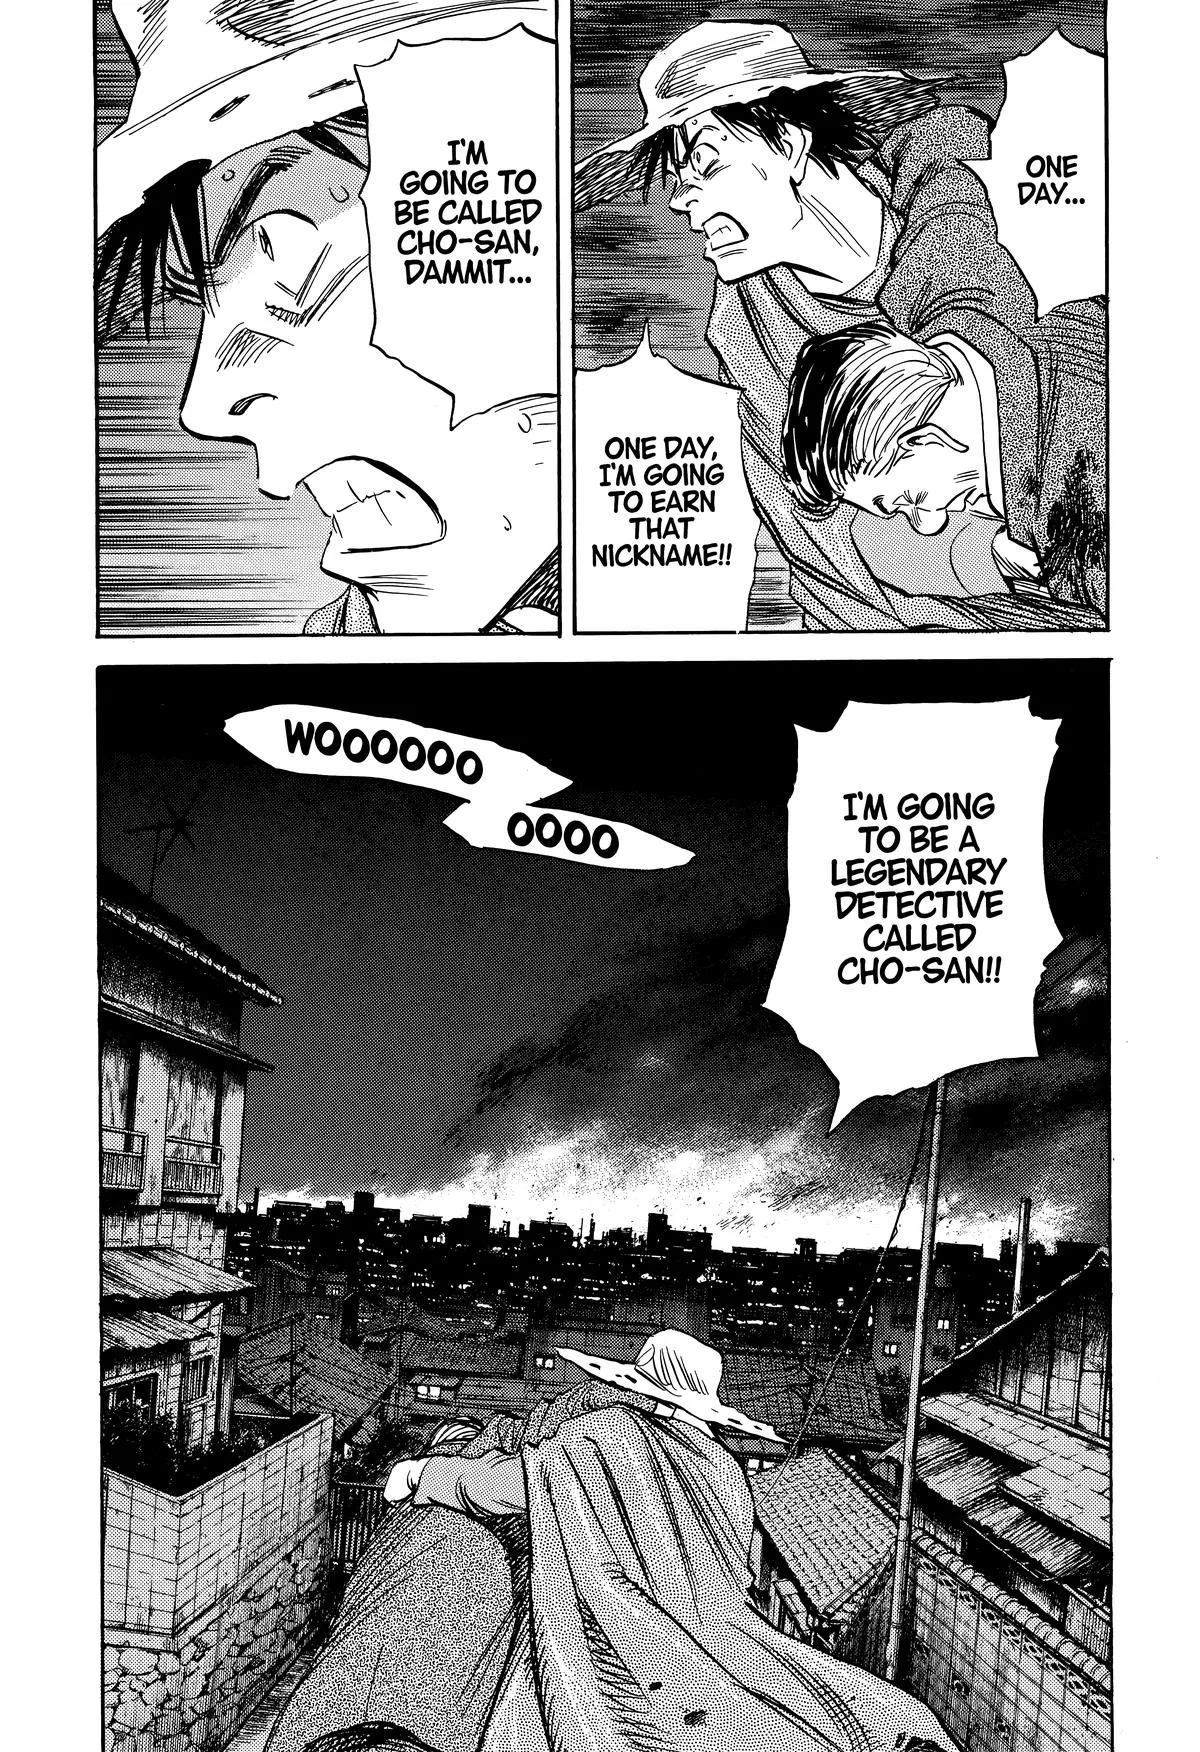 ONE
DAY...
ONE DAY,
I'M GOING
TO EARN
THAT
NICKNAME!!
I'M
GOING TO
BE CALLED
CHO-SAN,
DAMMIT...
I'M GOING
TO BE A
LEGENDARY
DETECTIVE
CALLED
CHO-SAN!!
WOOOOOO
OOOO